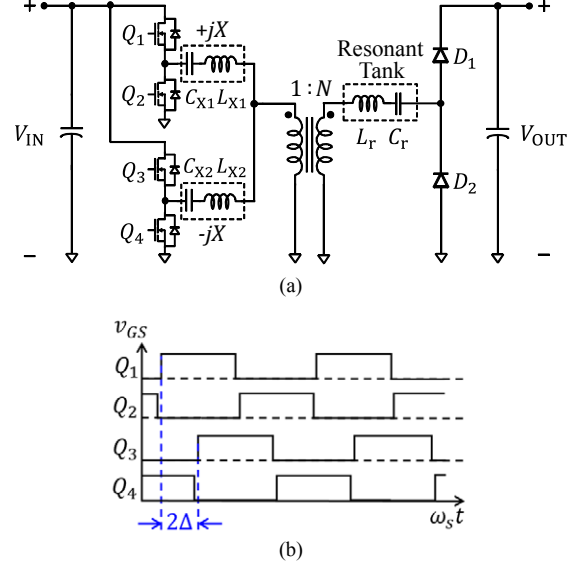 + +
Q1 +jX
Resonant
Tank
D1
1 : N
Q2 CX1 LX1
VIN Lr Cr VOUT
Q3 CX2 LX2
D2
Q4 -jX
– –
(a)
vGS
Q1
Q2
Q3
Q4
2Δ ωst
(b)